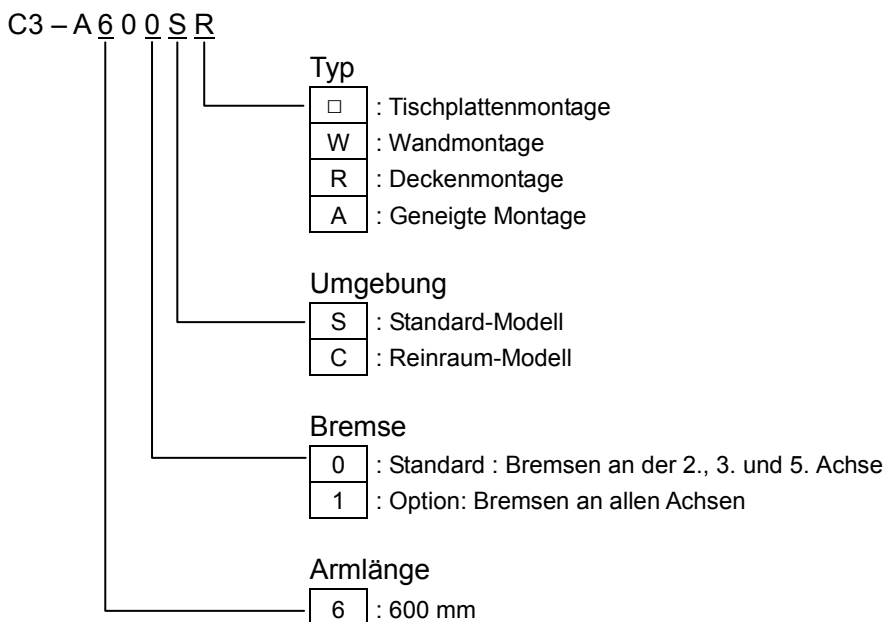 C3 – A 6 0 0 S R
Typ
□ : Tischplattenmontage
W : Wandmontage
R : Deckenmontage
A : Geneigte Montage
Umgebung
S : Standard-Modell
C : Reinraum-Modell
Bremse
0 : Standard : Bremsen an der 2., 3. und 5. Achse
1 : Option: Bremsen an allen Achsen
Armlänge
6 : 600 mm